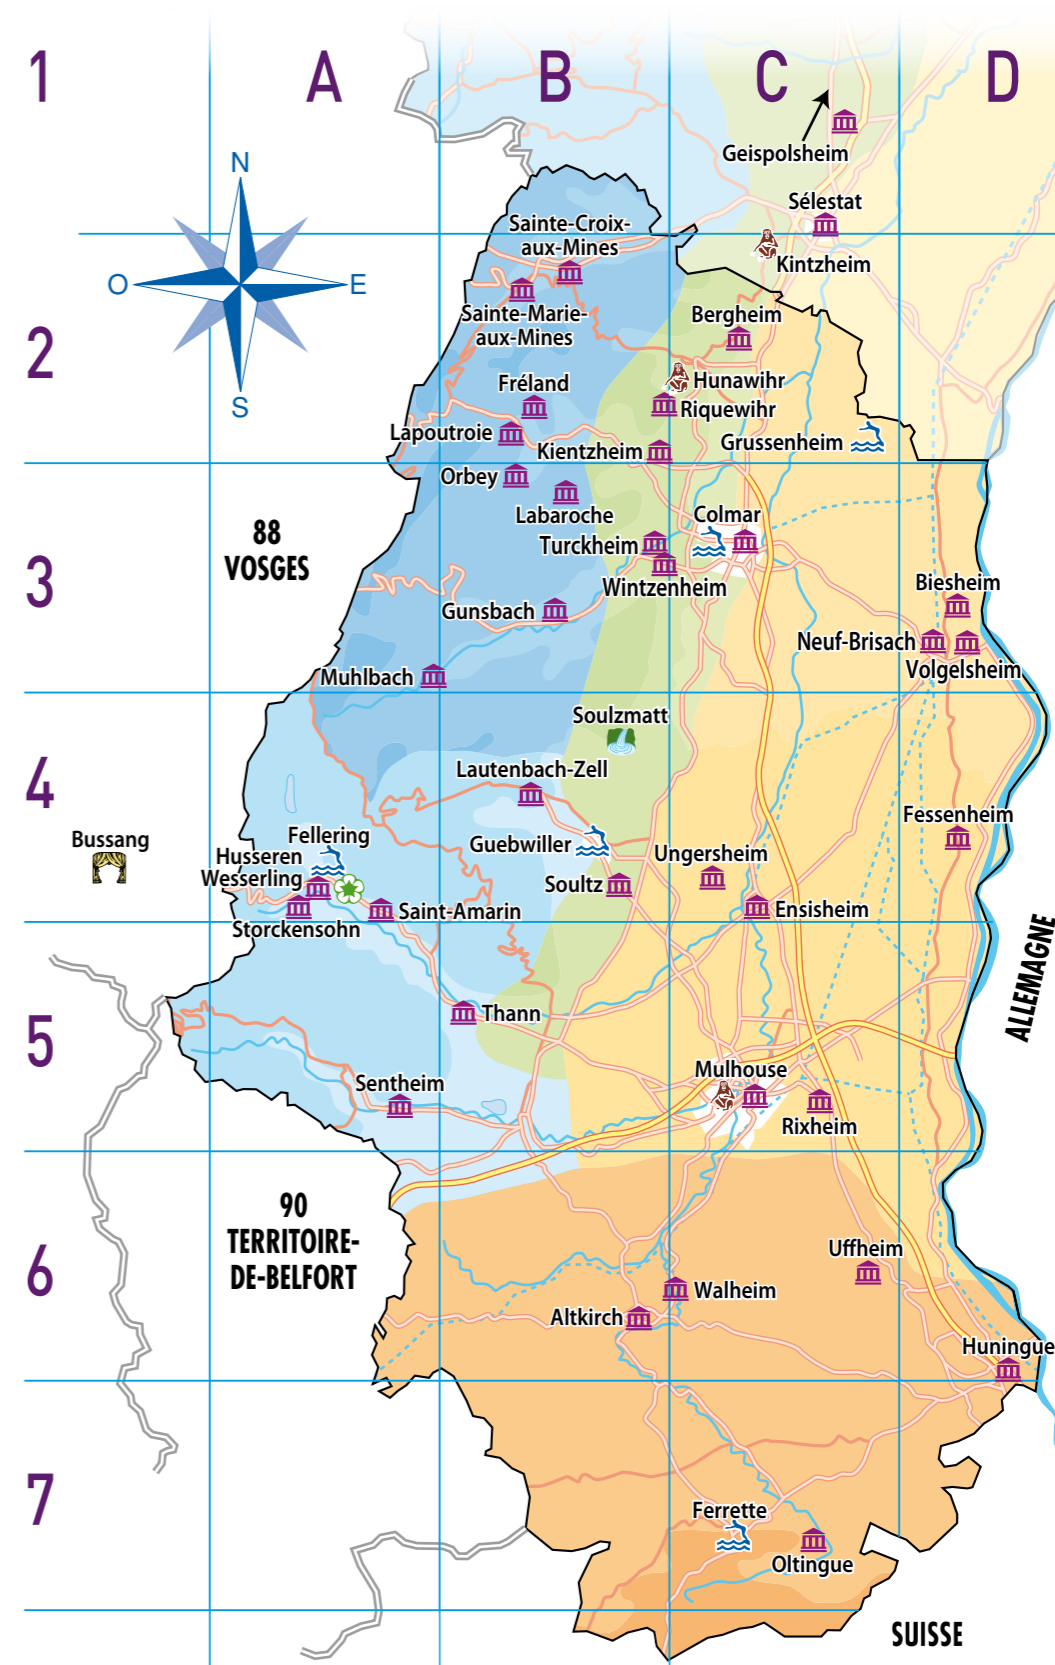 1
A
B
C
D
Geispolsheim
N
Sélestat
Sainte-Croix-
aux-Mines
Kintzheim
O
E
Sainte-Marie-
aux-Mines
Bergheim
2
Fréland
Hunawihr
S
Riquewihr
Lapoutroie
Kientzheim
Grussenheim
Orbey
Labaroche
Colmar
88
VOSGES
Turckheim
3
Wintzenheim
Biesheim
Gunsbach
Neuf-Brisach
Volgelsheim
Muhlbach
Soulzmatt
Lautenbach-Zell
4
Fessenheim
Bussang
Fellering
Guebwiller
Husseren
Wesserling
Ungersheim
Soultz
Saint-Amarin
Ensisheim
Storckensohn
ALLEMAGNE
Thann
5
Mulhouse
Sentheim
Rixheim
90
TERRITOIRE-
DE-BELFORT
Uffheim
6
Walheim
Altkirch
Huningue
7
Ferrette
Oltingue
SUISSE